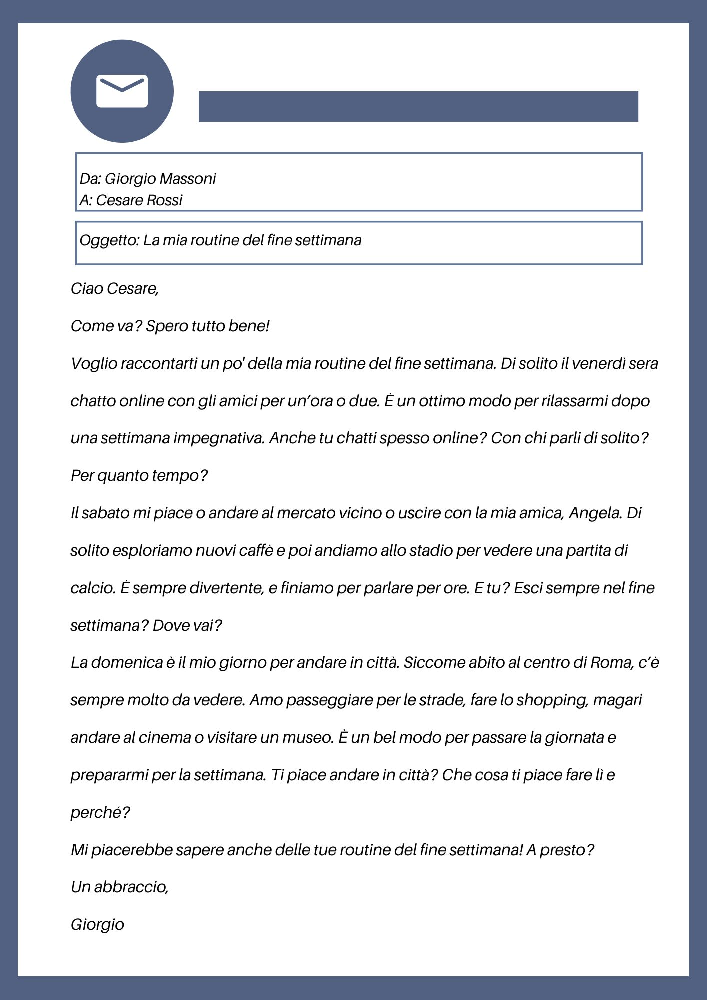 Da: Giorgio Massoni
A: Cesare Rossi
Oggetto: La mia routine del fine settimana
Ciao Cesare,
Come va? Spero tutto bene!
Voglio raccontarti un po' della mia routine del fine settimana. Di solito il venerdì sera
chatto online con gli amici per un’ora o due. È un ottimo modo per rilassarmi dopo
una settimana impegnativa. Anche tu chatti spesso online? Con chi parli di solito?
Per quanto tempo?
Il sabato mi piace o andare al mercato vicino o uscire con la mia amica, Angela. Di
solito esploriamo nuovi caffè e poi andiamo allo stadio per vedere una partita di
calcio. È sempre divertente, e finiamo per parlare per ore. E tu? Esci sempre nel fine
settimana? Dove vai?
La domenica è il mio giorno per andare in città. Siccome abito al centro di Roma, c’è
sempre molto da vedere. Amo passeggiare per le strade, fare lo shopping, magari
andare al cinema o visitare un museo. È un bel modo per passare la giornata e
prepararmi per la settimana. Ti piace andare in città? Che cosa ti piace fare lì e
perché?
Mi piacerebbe sapere anche delle tue routine del fine settimana! A presto?
Un abbraccio,
Giorgio